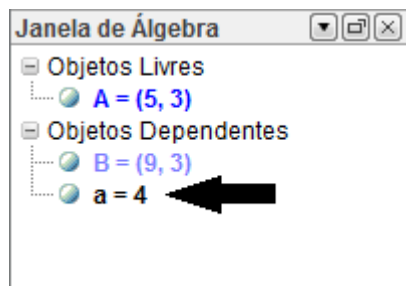 Janela de Álgebra
Objetos Livres
A = (5, 3)
Objetos Dependentes
B = (9, 3)
a = 4